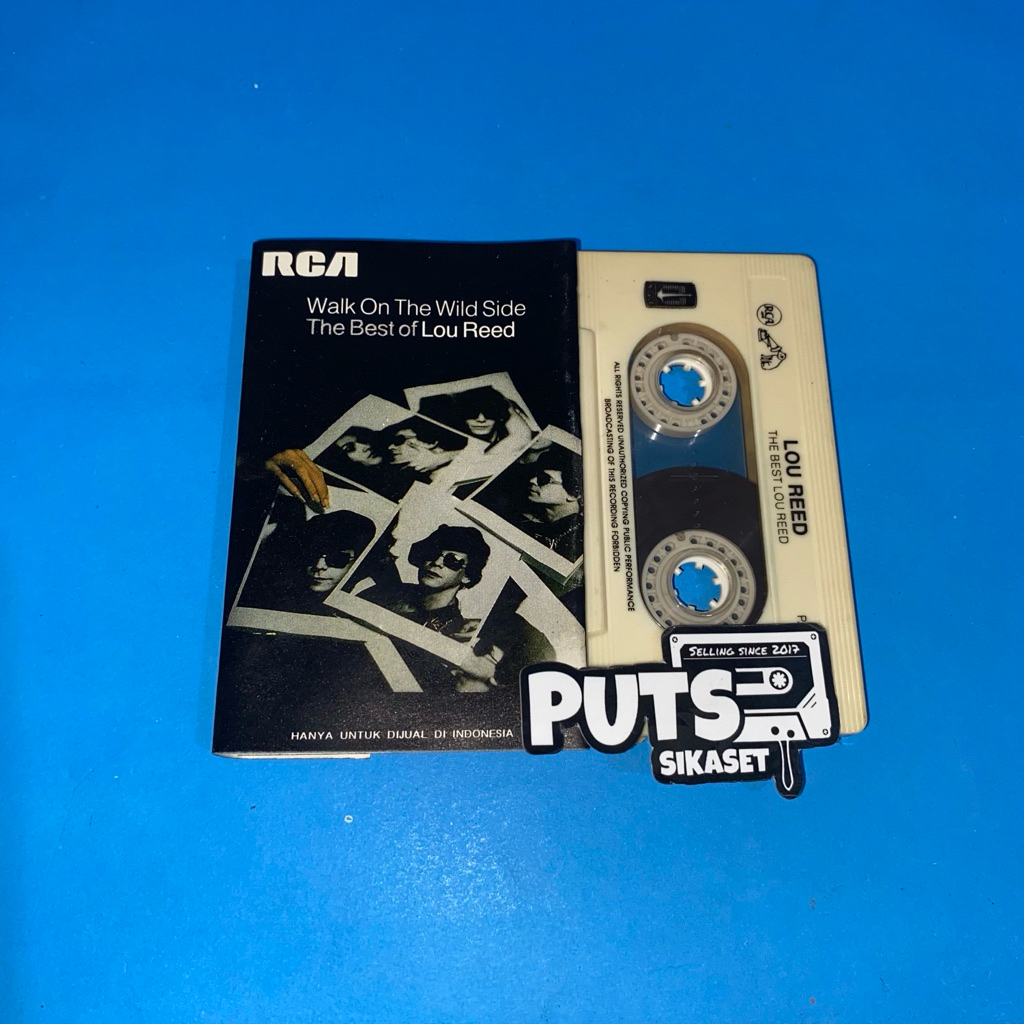 RCA
Walk On The Wild Side
The Best of Lou Reed
HANYA UNTUK DIJUAL DI INDONESIA
ALL RIGHTS RESERVED UNAUTHORIZED COPYING PUBLIC PERFORMANCE
BROADCASTING OF THIS RECORDING FORBIDDEN
RCA
LOU REED
THE BEST LOU REED
P
SELLING SINCE 2017
PUTS
SIKASET